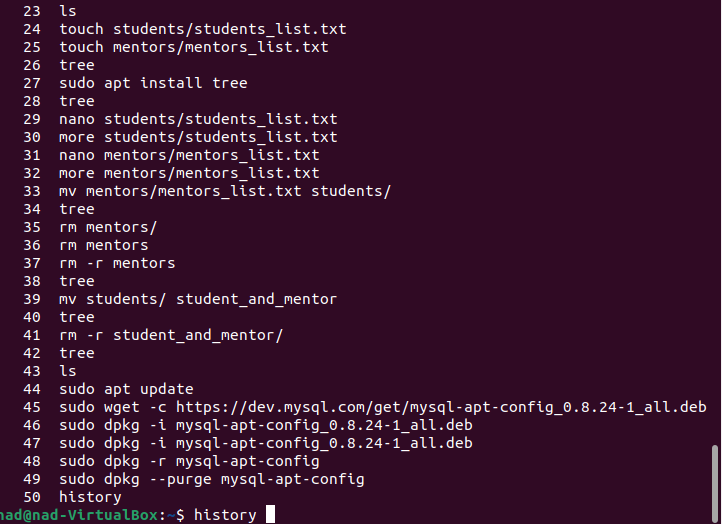 23 ls
24 touch students/students_list.txt
25 touch mentors/mentors_list.txt
26 tree
27 sudo apt install tree
28 tree
29 nano students/students_list.txt
30 more students/students_list.txt
31 nano mentors/mentors_list.txt
32 more mentors/mentors_list.txt
33 mv mentors/mentors_list.txt students/
34 tree
35 rm mentors/
36 rm mentors
37 rm -r mentors
38 tree
39 mv students/ student_and_mentor
40 tree
41 rm -r student_and_mentor/
42 tree
43 ls
44 sudo apt update
45 sudo wget -c https://dev.mysql.com/get/mysql-apt-config_0.8.24-1_all.deb
46 sudo dpkg -i mysql-apt-config_0.8.24-1_all.deb
47 sudo dpkg -i mysql-apt-config_0.8.24-1_all.deb
48 sudo dpkg -r mysql-apt-config
49 sudo dpkg --purge mysql-apt-config
50 history
nad@nad-VirtualBox:~$ history